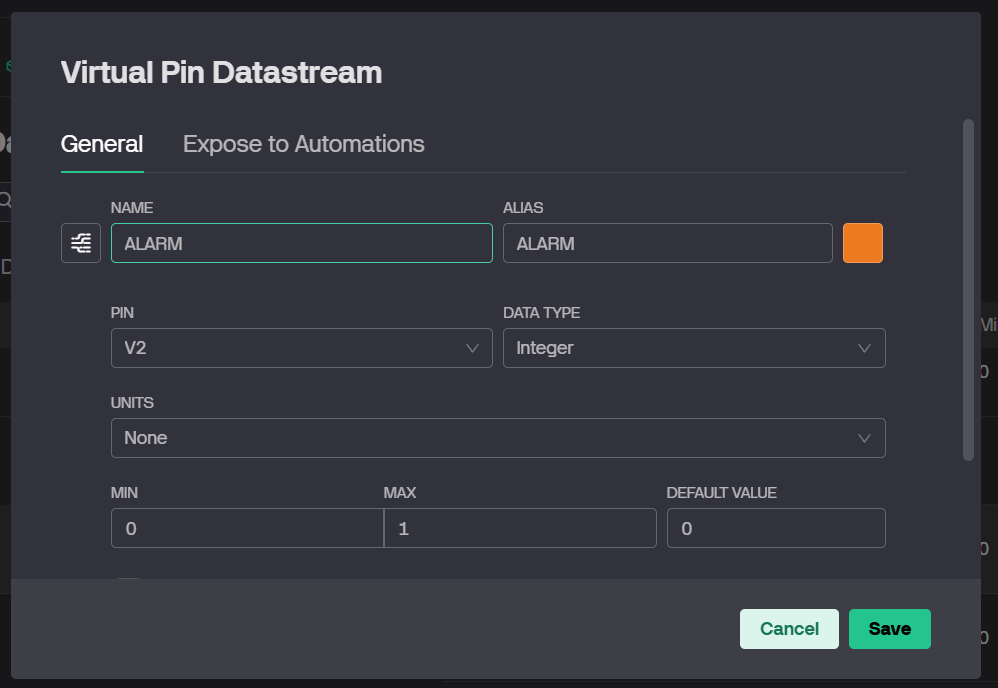 Virtual Pin Datastream
General Expose to Automations
NAME ALIAS
ALARM ALARM
PIN DATA TYPE
V2 Integer
UNITS
None
MIN MAX DEFAULT VALUE
0 1 0
Cancel Save